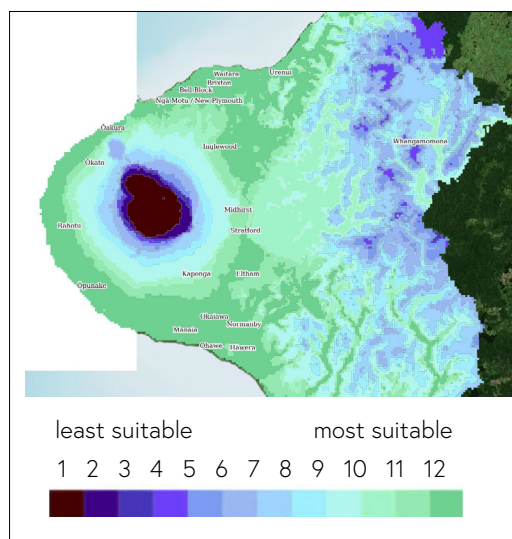 Waitara
Urenui
Brixton
Bell Block
Ngā Motu / New Plymouth
Ōakura
Inglewood
Whangamomona
Ōkato
Midhirst
Rahotu
Stratford
Kaponga
Eltham
Opunake
Okaiawa
Normanby
Manaia
Ohawe
Hāwera
least suitable most suitable
1 2 3 4 5 6 7 8 9 10 11 12